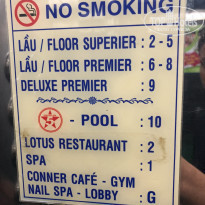 NO SMOKING
LẦU / FLOOR SUPERIER : 2 - 5
LẦU / FLOOR PREMIER : 6 - 8
DELUXE PREMIER : 9
- POOL : 10
LOTUS RESTAURANT : 2
SPA : 1
CONNER CAFÉ - GYM
NAIL SPA - LOBBY : G